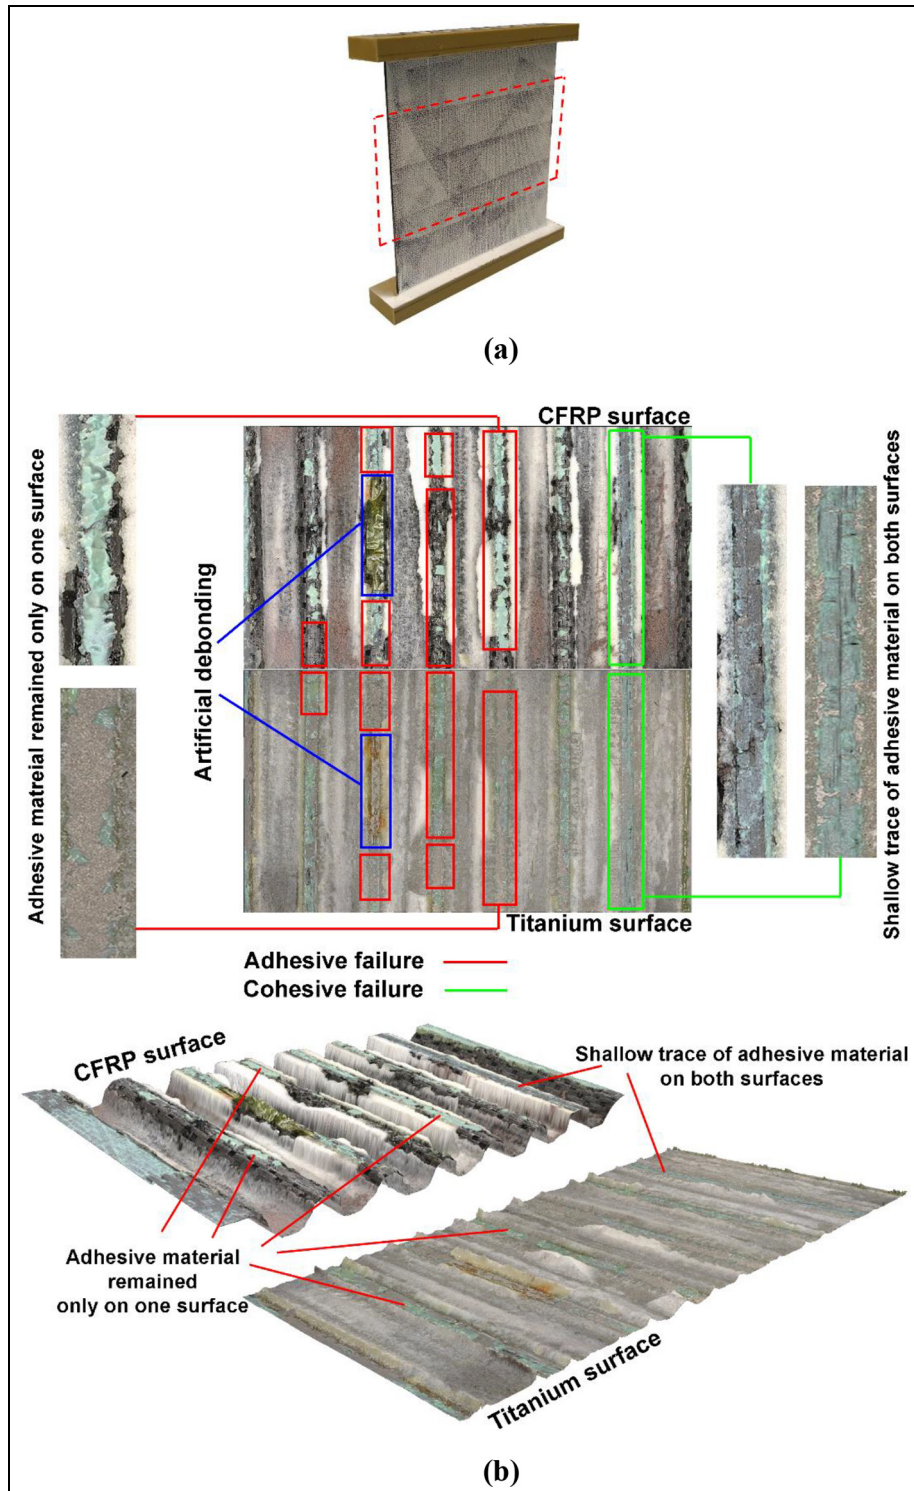 (a)
CFRP surface
Adhesive matreial remained only on one surface
Artificial debonding
Shallow trace of adhesive material on both surfaces
Titanium surface
Adhesive failure
Cohesive failure
CFRP surface
Shallow trace of adhesive material
on both surfaces
Adhesive material
remained
only on one surface
Titanium surface
(b)